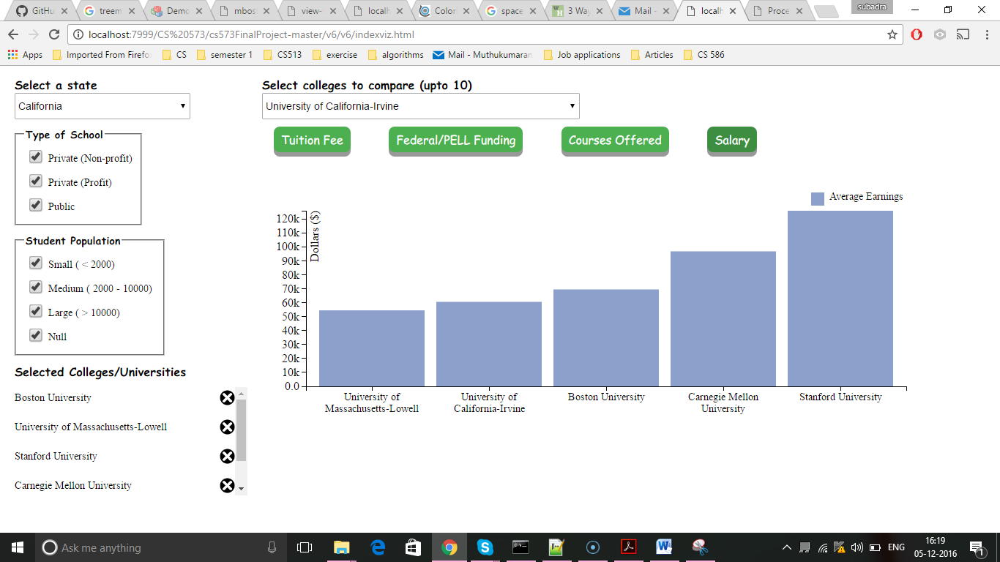 subadra
GitHu
treem
Demo
mbos
view-
localh
Color
space
3 Way
Mail -
localh
Proce
localhost:7999/CS%20573/cs573FinalProject-master/v6/v6/indexviz.html
Apps
Imported From Firefo
CS
semester 1
CS513
exercise
algorithms
Mail - Muthukumaran
Job applications
Articles
CS 586
Select a state
California
Select colleges to compare (upto 10)
University of California-Irvine
Type of School
Private (Non-profit)
Private (Profit)
Public
Tuition Fee
Federal/PELL Funding
Courses Offered
Salary
Student Population
Small ( < 2000)
Medium ( 2000 - 10000)
Large ( > 10000)
Null
Selected Colleges/Universities
Boston University
University of Massachusetts-Lowell
Stanford University
Carnegie Mellon University
Average Earnings
Dollars ($)
120k
110k
100k
90k
80k
70k
60k
50k
40k
30k
20k
10k
0.0
University of
Massachusetts-Lowell
University of
California-Irvine
Boston University
Carnegie Mellon
University
Stanford University
Ask me anything
ENG
16:19
05-12-2016
1